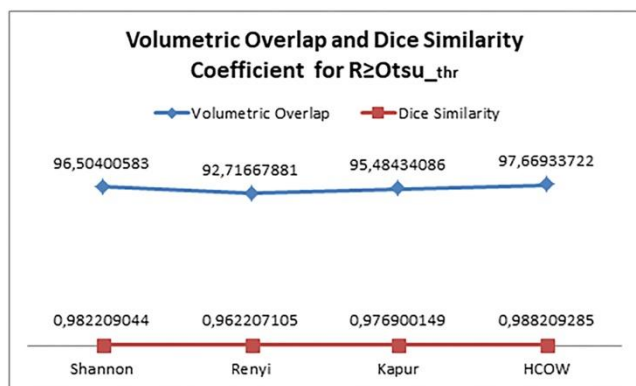 Volumetric Overlap and Dice Similarity
Coefficient for R≥Otsu_thr
Volumetric Overlap Dice Similarity
96,50400583 92,71667881 95,48434086 97,66933722
0,982209044 0,962207105 0,976900149 0,988209285
Shannon Renyi Kapur HCOW